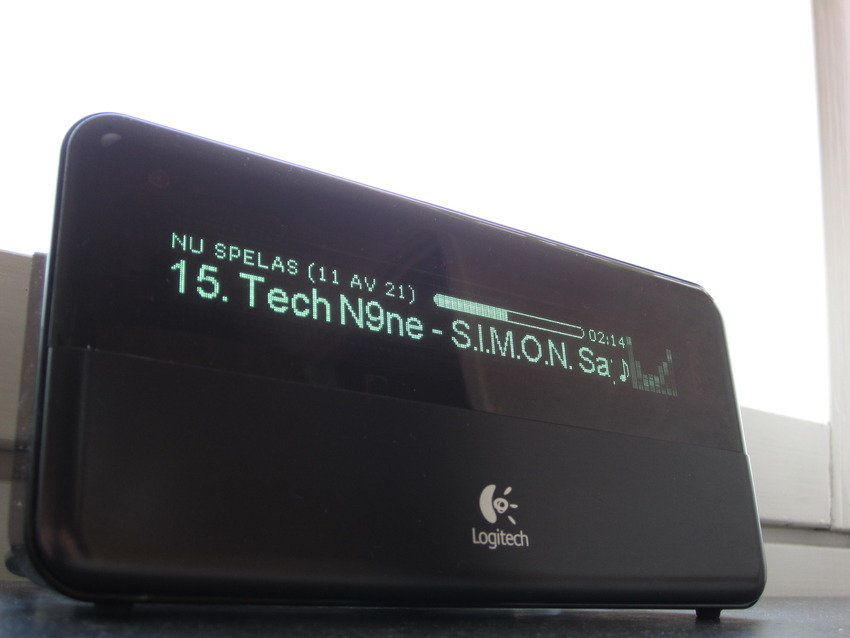 NU SPELAS (11 AV 21)
02:14
15. Tech N9ne - S.I.M.O.N. Sa
Logitech